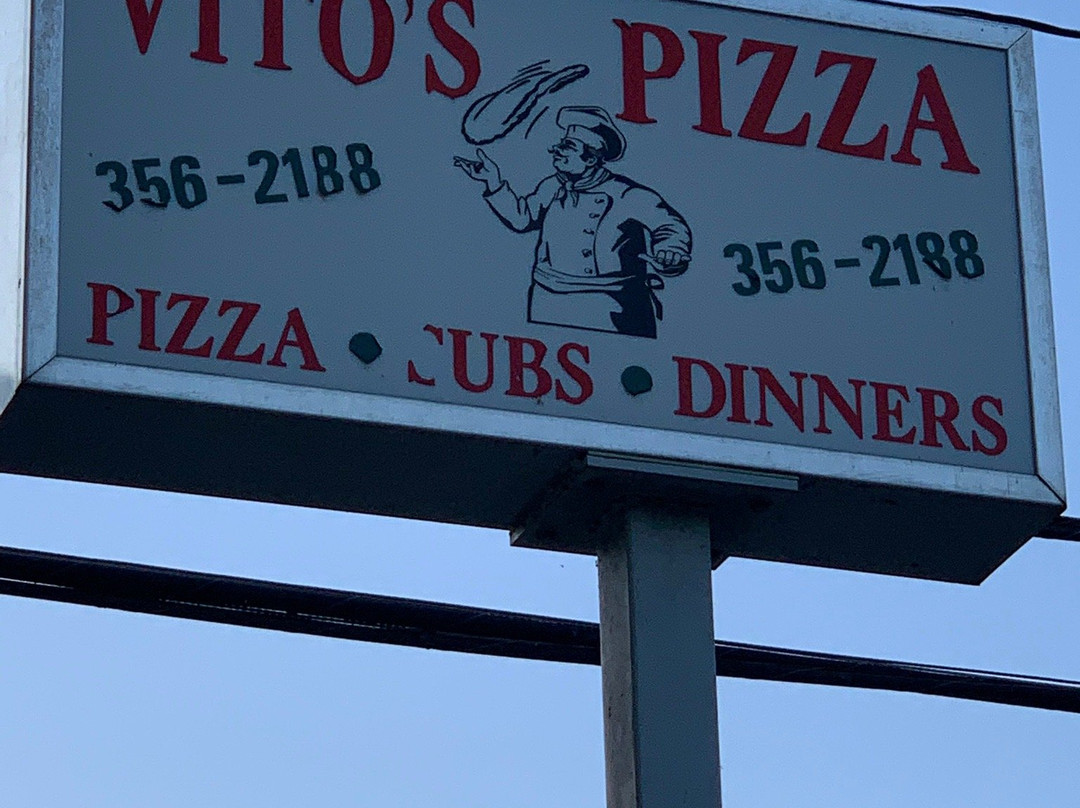 VITO'S PIZZA
356-2188
356-2188
PIZZA • SUBS • DINNERS